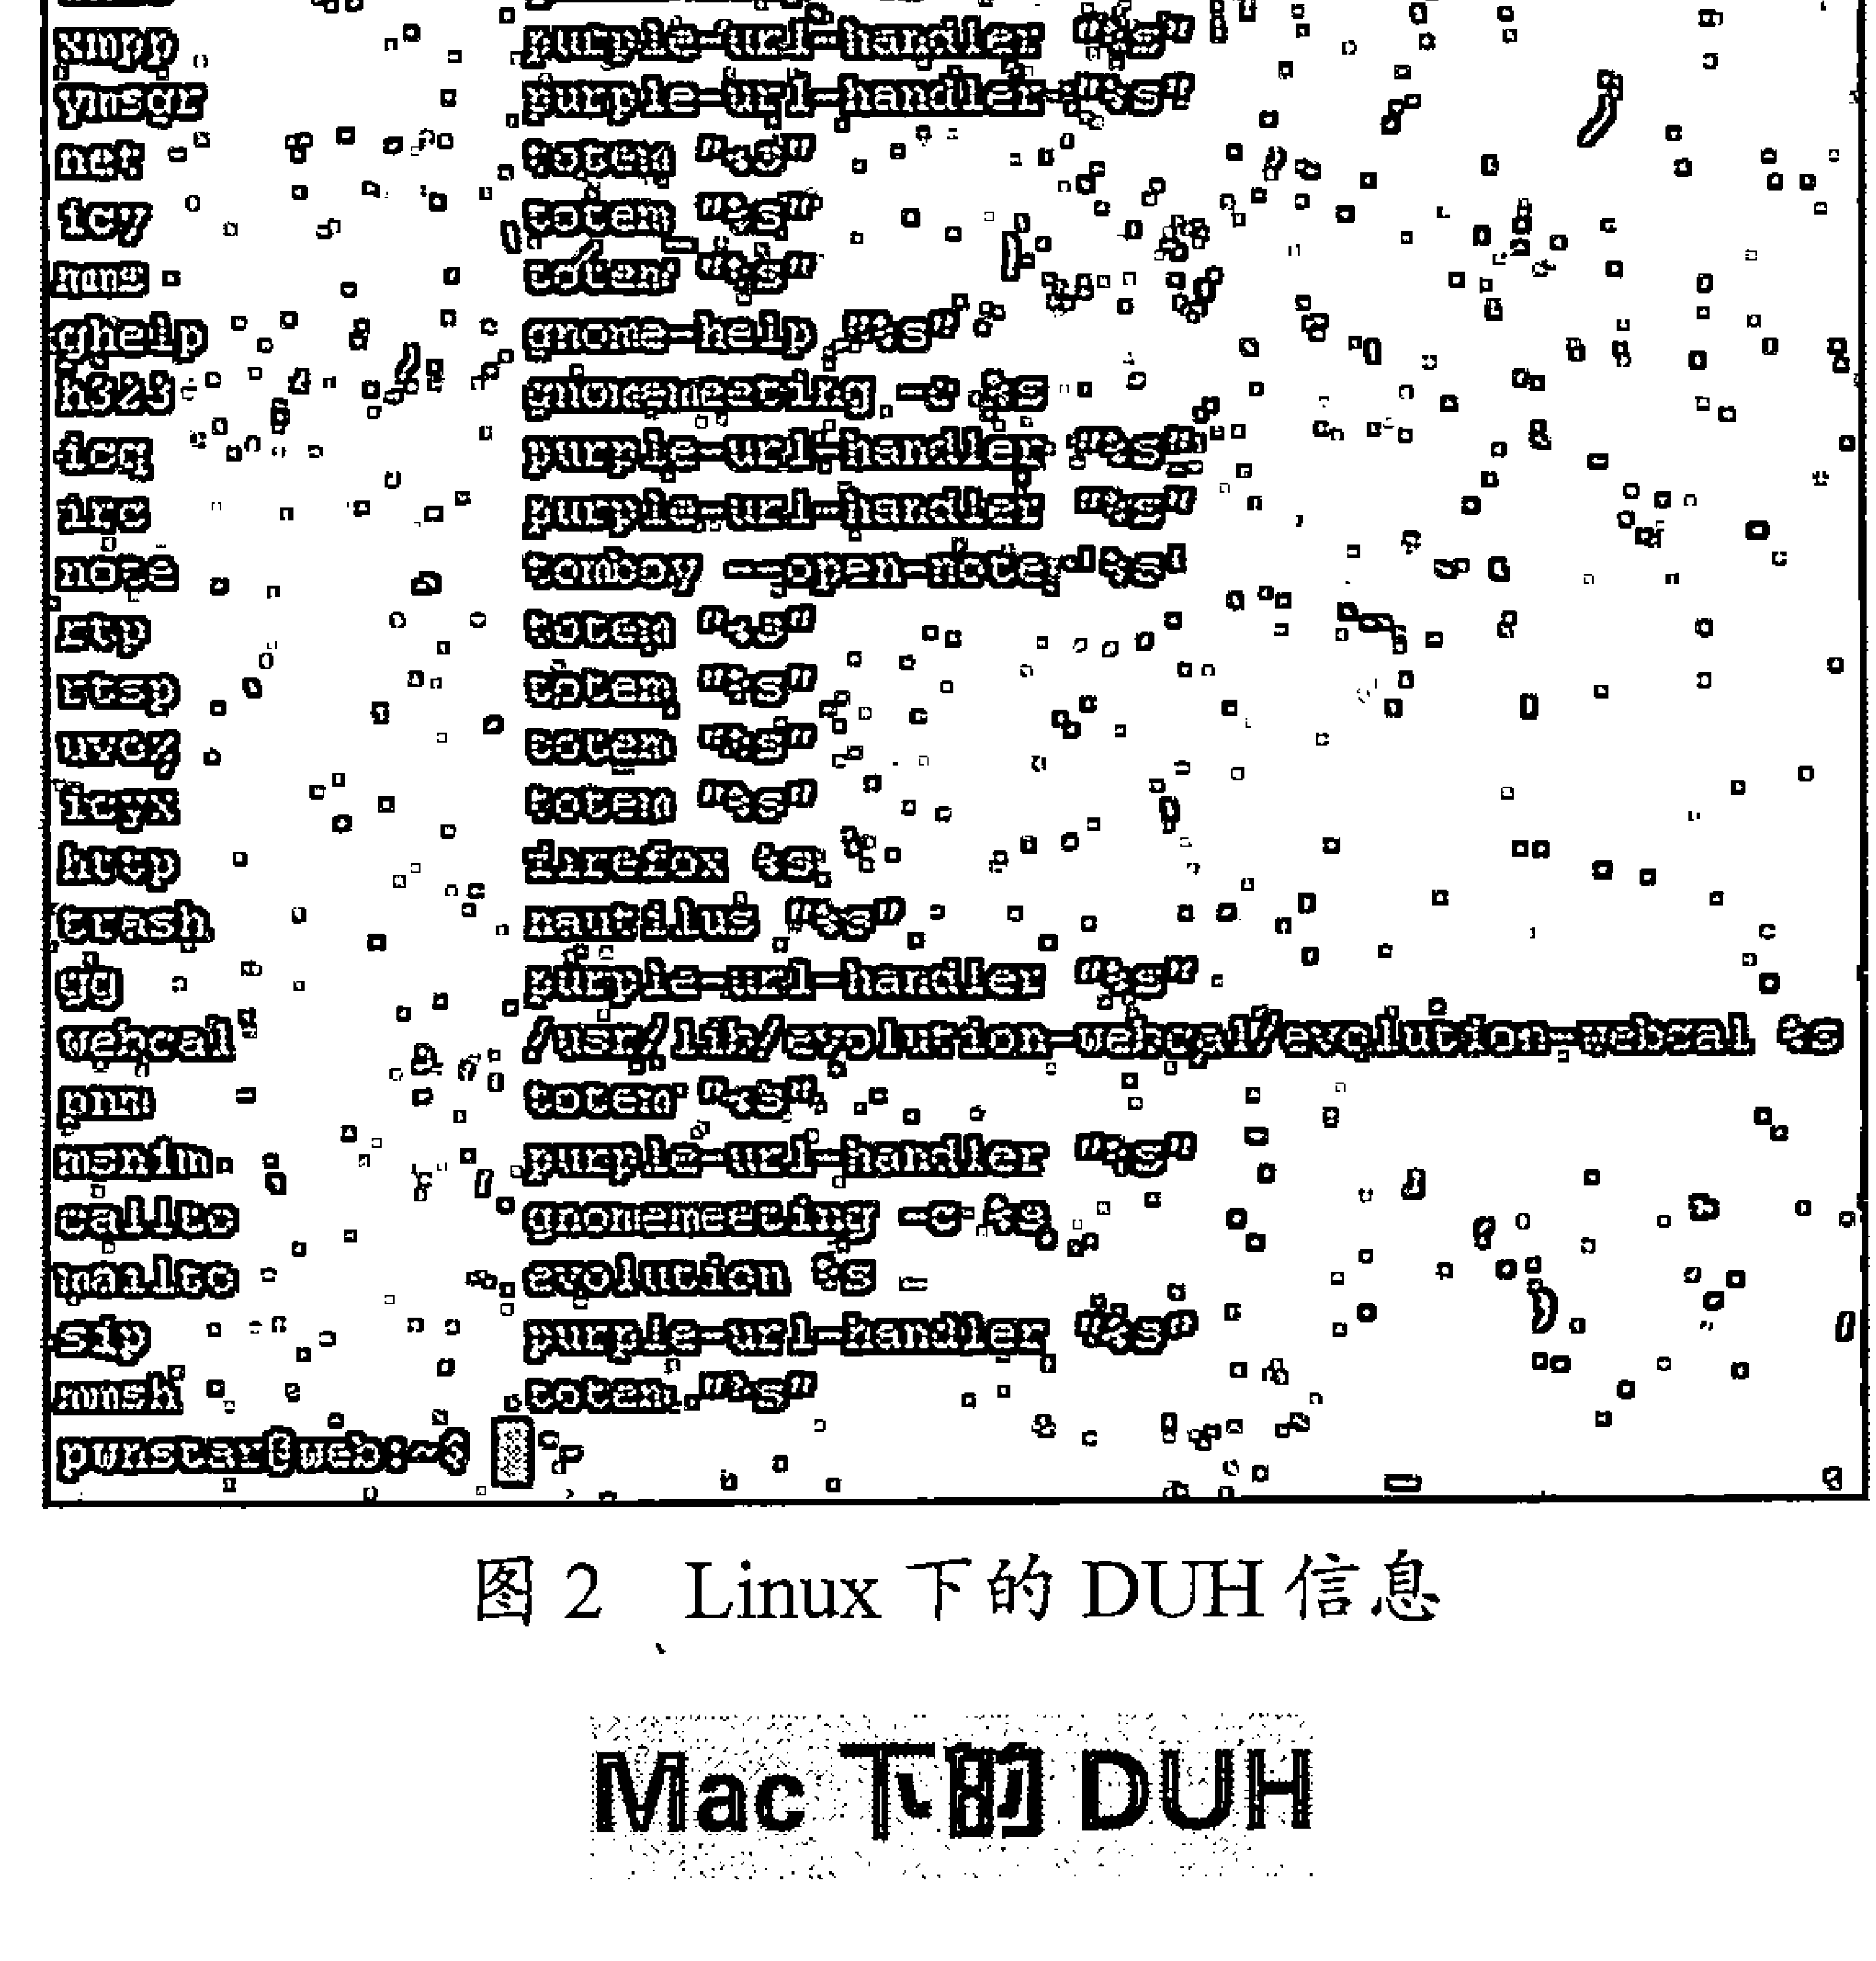 xmpp purple-url-handler "%s"
ymsgr purple-url-handler "%s"
net totem "%s"
icy totem "%s"
mms totem "%s"
ghelp gnome-help "%s"
h323 gnomemeeting -c %s
icq purple-url-handler "%s"
irc purple-url-handler "%s"
note tomboy --open-note '%s'
rtp totem "%s"
rtsp totem "%s"
uvox totem "%s"
icyx totem "%s"
http firefox %s
trash nautilus "%s"
gg purple-url-handler "%s"
webcal /usr/lib/evolution-webcal/evolution-webcal %s
pnm totem "%s"
msnim purple-url-handler "%s"
callto gnomemeeting -c %s
mailto evolution %s
sip purple-url-handler "%s"
mmsh totem "%s"
pwnstar@web:~$
图 2 Linux 下的 DUH 信息
Mac 下的 DUH